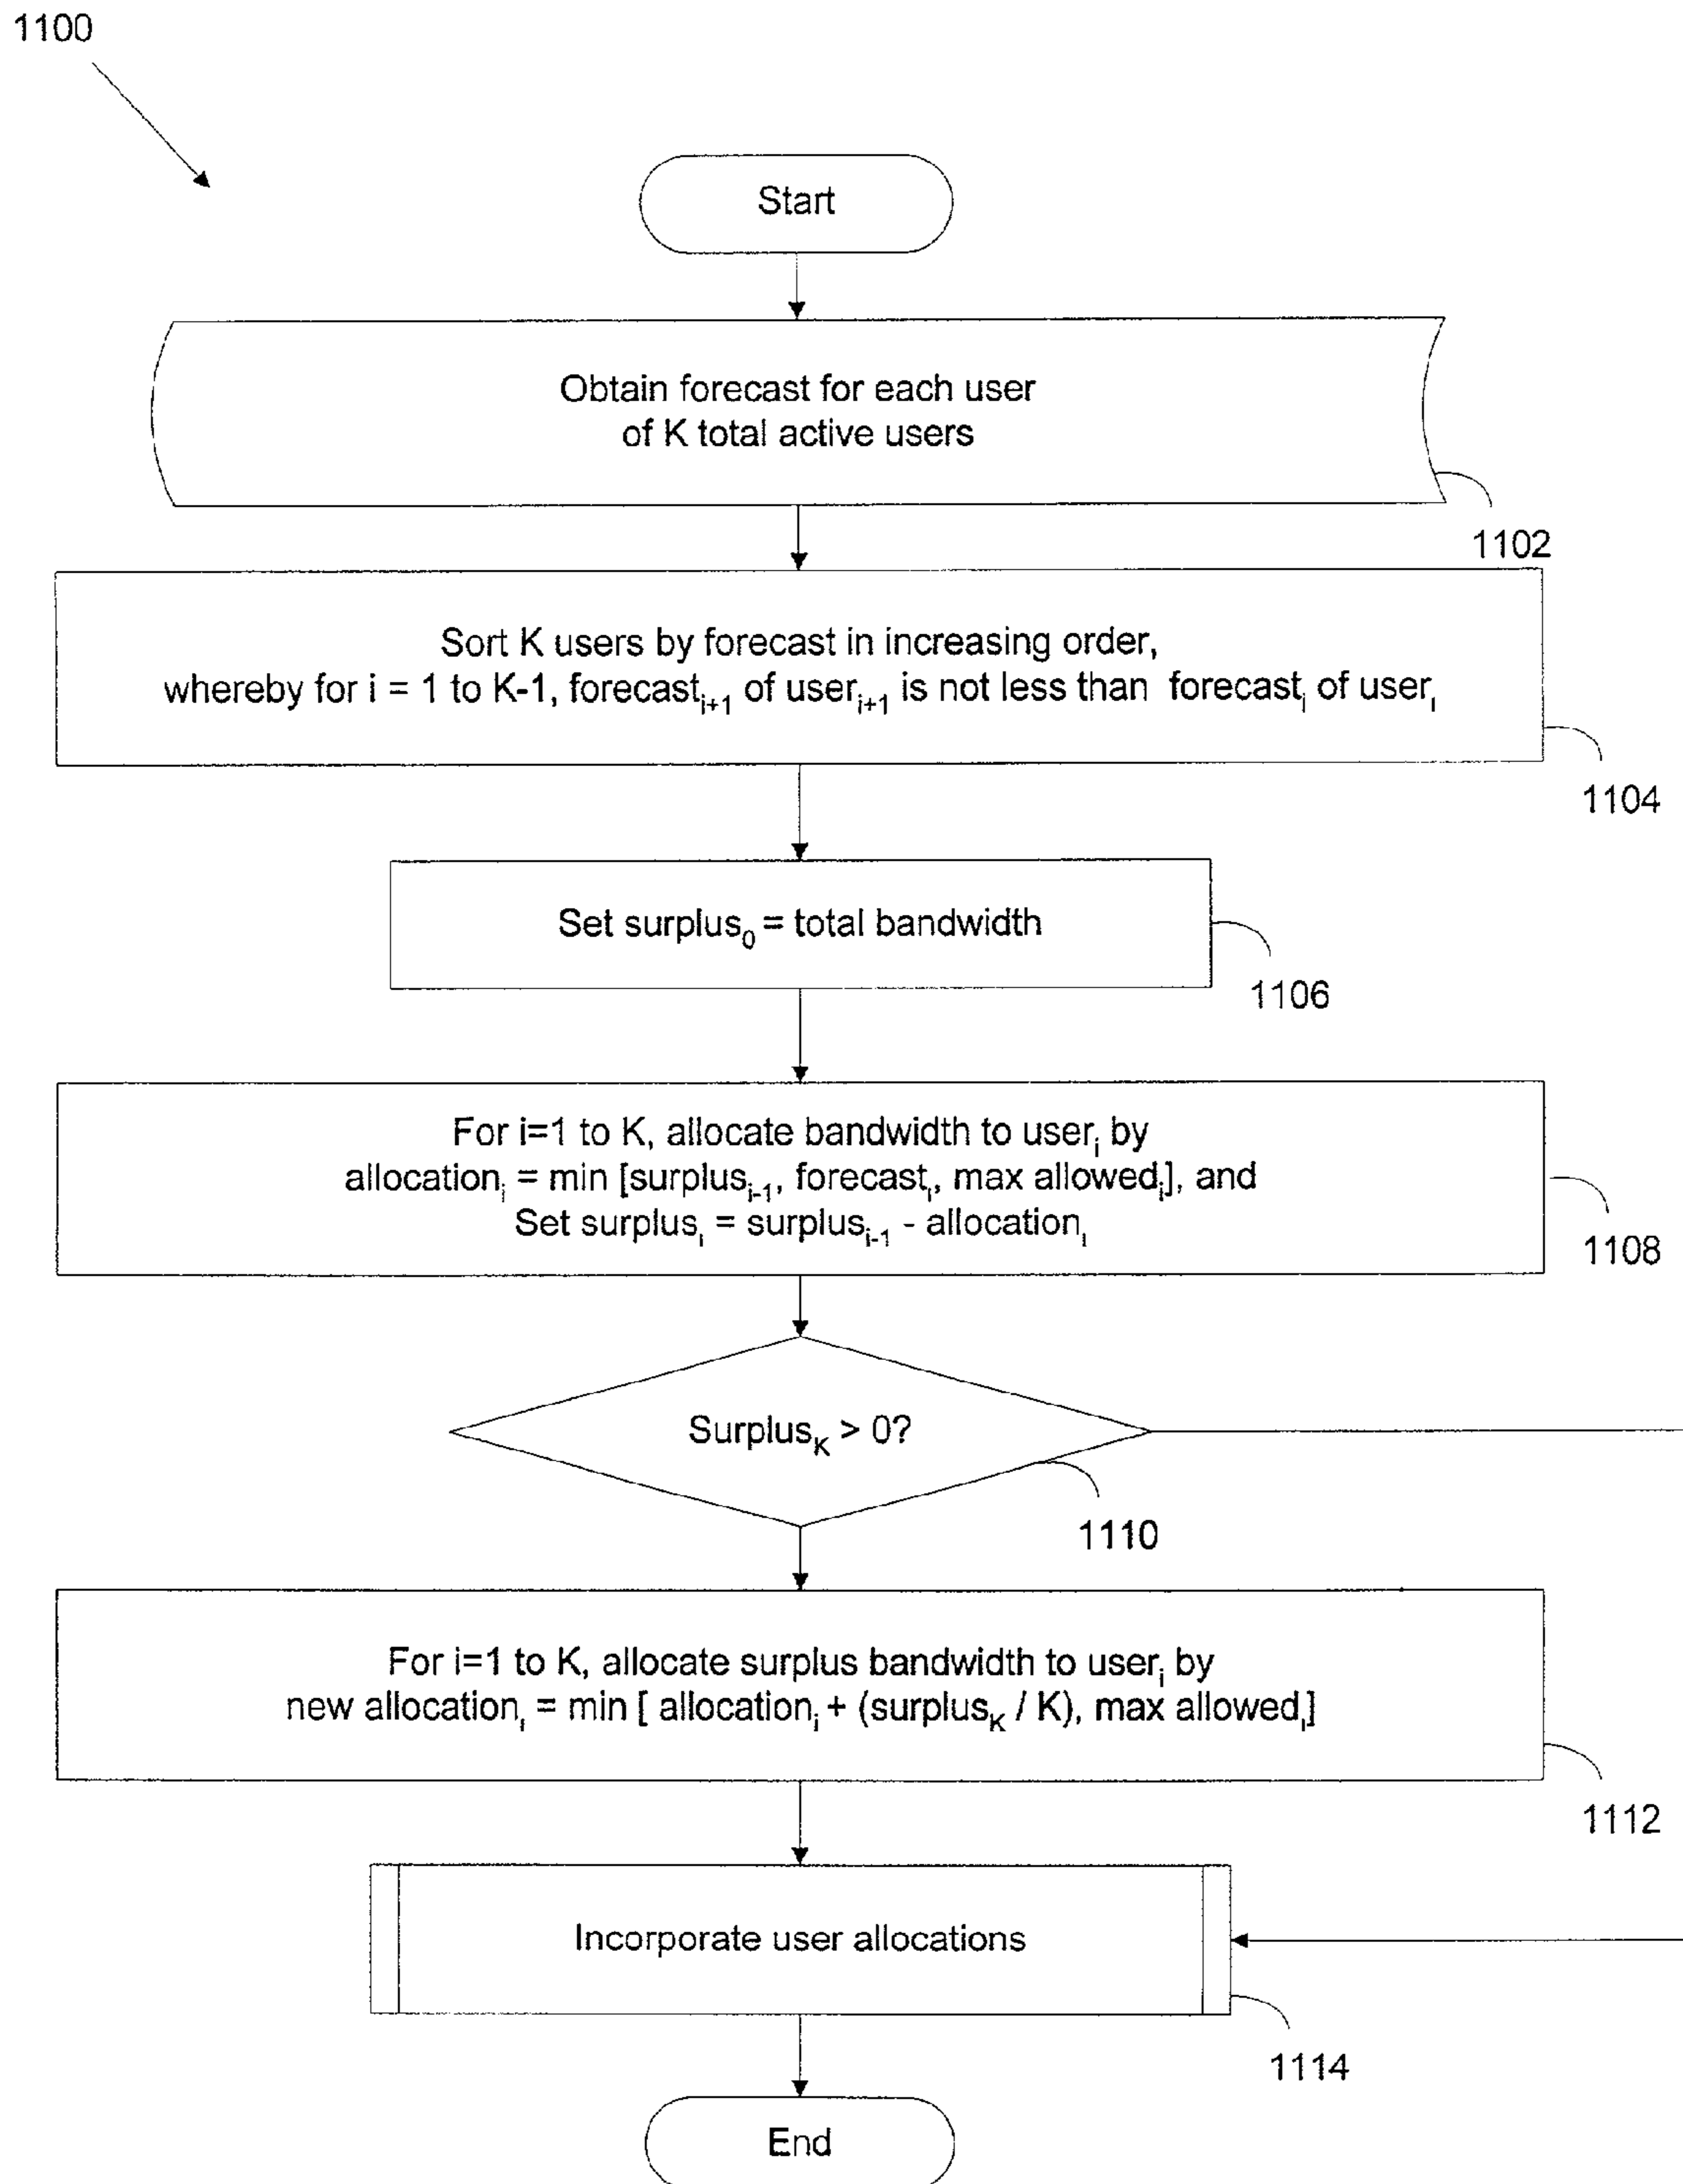 1100
Start
Obtain forecast for each user
of K total active users
1102
Sort K users by forecast in increasing order,
whereby for i = 1 to K-1, forecastᵢ₊₁ of userᵢ₊₁ is not less than forecastᵢ of userᵢ
1104
Set surplus₀ = total bandwidth
1106
For i=1 to K, allocate bandwidth to userᵢ by
allocationᵢ = min [surplusᵢ₋₁, forecastᵢ, max allowedᵢ], and
Set surplusᵢ = surplusᵢ₋₁ - allocationᵢ
1108
Surplus_K > 0?
1110
For i=1 to K, allocate surplus bandwidth to userᵢ by
new allocationᵢ = min [ allocationᵢ + (surplus_K / K), max allowedᵢ]
1112
Incorporate user allocations
1114
End